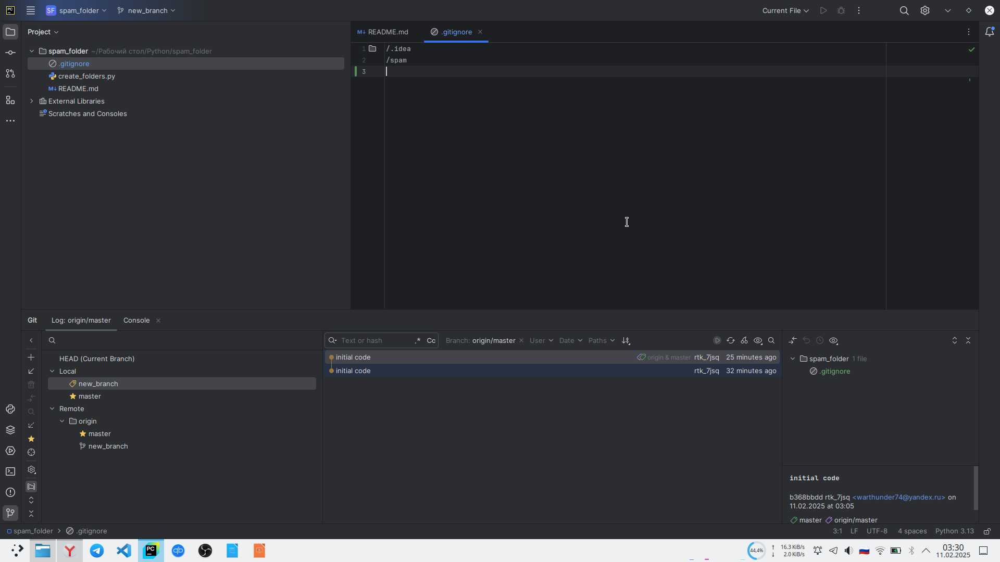 PC
SF spam_folder
new_branch
Current File
Project
README.md
.gitignore
spam_folder ~/Рабочий стол/Python/spam_folder
.gitignore
create_folders.py
M↓ README.md
External Libraries
Scratches and Consoles
1 /.idea
2 /spam
3
Git
Log: origin/master
Console
Text or hash
.* Cc
Branch: origin/master
User
Date
Paths
HEAD (Current Branch)
Local
new_branch
master
Remote
origin
master
new_branch
initial code origin & master rtk_7jsq 25 minutes ago
initial code rtk_7jsq 32 minutes ago
spam_folder 1 file
.gitignore
initial code
b368bbdd rtk_7jsq <warthunder74@yandex.ru> on
11.02.2025 at 03:05
master origin/master
spam_folder > .gitignore
3:1 LF UTF-8 4 spaces Python 3.13
PC
qb
44,4%
16.3 KiB/s
2.0 KiB/s
03:30
11.02.2025